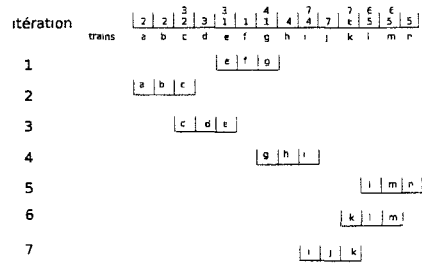 3 3 4 7 7 6 6
itération 2 2 2 3 1 1 1 4 4 7 6 5 5 5
trains a b c d e f g h i j k l m n
1 e f g
2 a b c
3 c d e
4 g h i
5 l m n
6 k l m
7 i j k